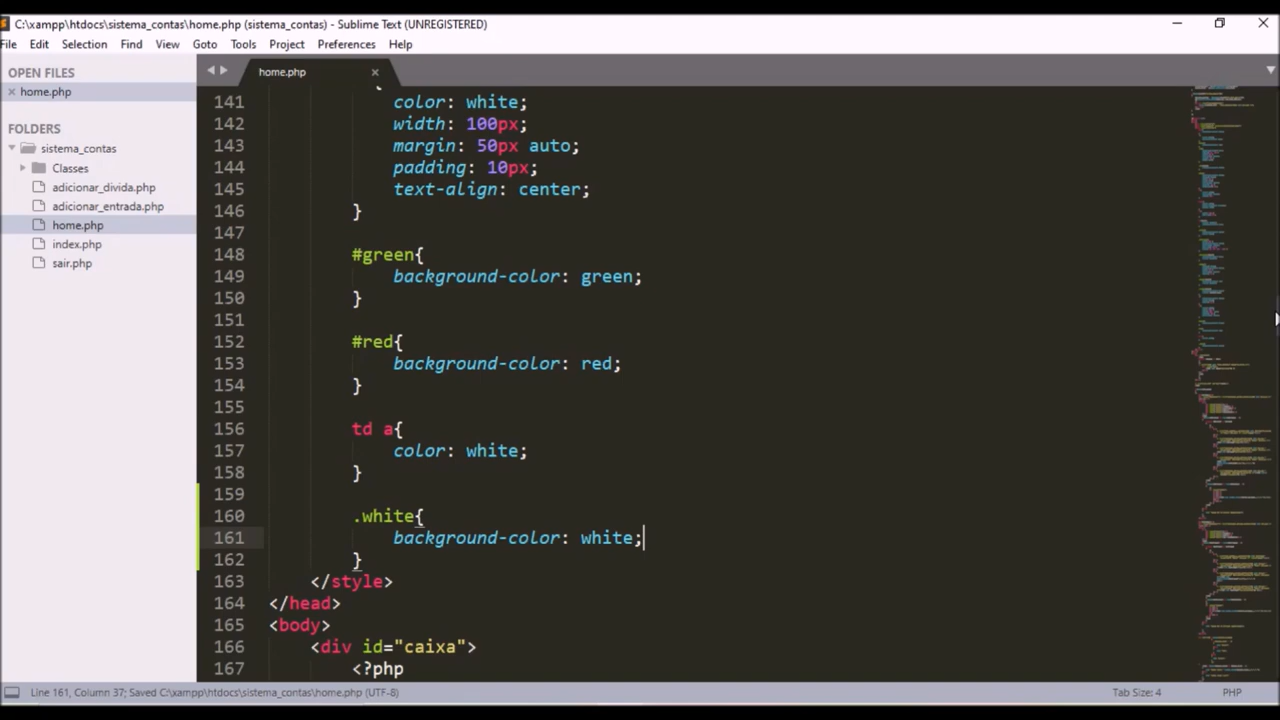 C:\xampp\htdocs\sistema_contas\home.php (sistema_contas) - Sublime Text (UNREGISTERED)
File Edit Selection Find View Goto Tools Project Preferences Help
OPEN FILES
home.php
FOLDERS
sistema_contas
Classes
adicionar_divida.php
adicionar_entrada.php
home.php
index.php
sair.php
home.php
141 color: white;
142 width: 100px;
143 margin: 50px auto;
144 padding: 10px;
145 text-align: center;
146 }
147
148 #green{
149 background-color: green;
150 }
151
152 #red{
153 background-color: red;
154 }
155
156 td a{
157 color: white;
158 }
159
160 .white{
161 background-color: white;
162 }
163 </style>
164 </head>
165 <body>
166 <div id="caixa">
167 <?php
Line 161, Column 37; Saved C:\xampp\htdocs\sistema_contas\home.php (UTF-8)
Tab Size: 4
PHP